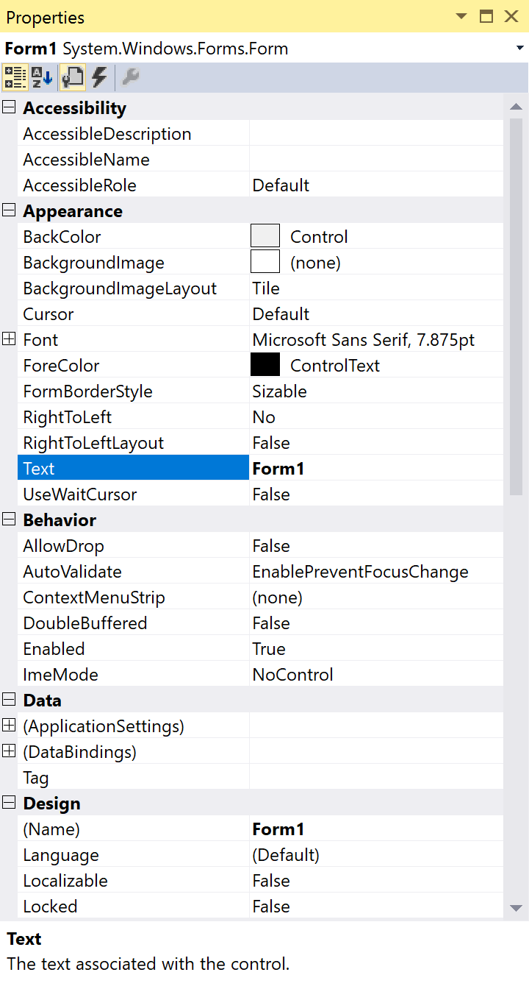 Properties
Form1 System.Windows.Forms.Form
Accessibility
AccessibleDescription
AccessibleName
AccessibleRole Default
Appearance
BackColor Control
BackgroundImage (none)
BackgroundImageLayout Tile
Cursor Default
Font Microsoft Sans Serif, 7.875pt
ForeColor ControlText
FormBorderStyle Sizable
RightToLeft No
RightToLeftLayout False
Text Form1
UseWaitCursor False
Behavior
AllowDrop False
AutoValidate EnablePreventFocusChange
ContextMenuStrip (none)
DoubleBuffered False
Enabled True
ImeMode NoControl
Data
(ApplicationSettings)
(DataBindings)
Tag
Design
(Name) Form1
Language (Default)
Localizable False
Locked False
Text
The text associated with the control.